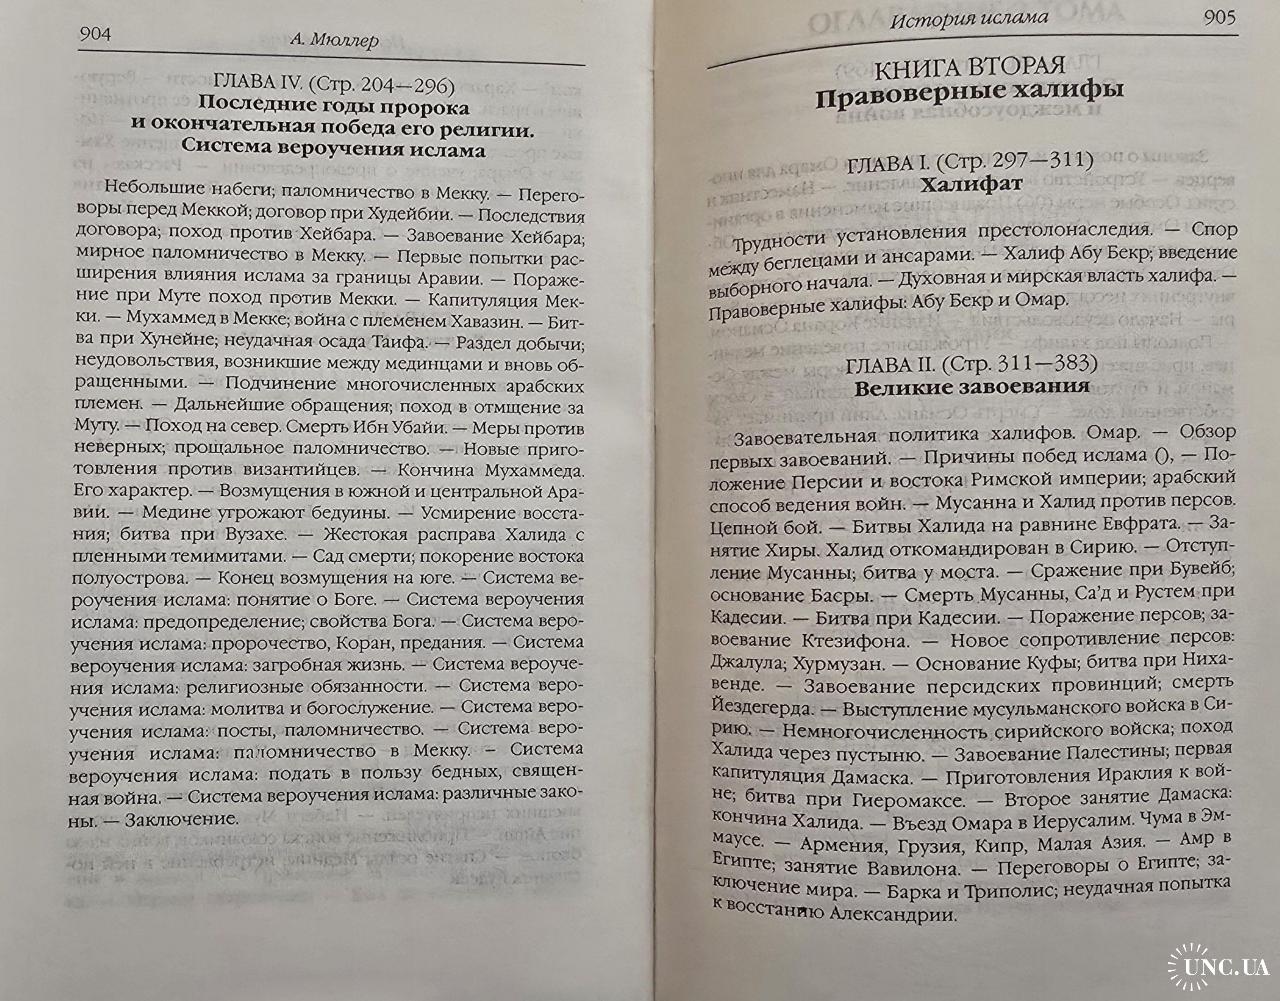 904
А. Мюллер
ГЛАВА IV. (Стр. 204—296)
Последние годы пророка
и окончательная победа его религии.
Система вероучения ислама
Небольшие набеги; паломничество в Мекку. — Перего-
воры перед Меккой; договор при Худейбии. — Последствия
договора; поход против Хейбара. — Завоевание Хейбара;
мирное паломничество в Мекку. — Первые попытки рас-
ширения влияния ислама за границы Аравии. — Пораже-
ние при Муте поход против Мекки. — Капитуляция Мек-
ки. — Мухаммед в Мекке; война с племенем Хавазин. — Бит-
ва при Хунейне; неудачная осада Таифа. — Раздел добычи;
неудовольствия, возникшие между мединцами и вновь об-
ращенными. — Подчинение многочисленных арабских
племен. — Дальнейшие обращения; поход в отмщение за
Муту. — Поход на север. Смерть Ибн Убайи. — Меры против
неверных; прощальное паломничество. — Новые приго-
товления против византийцев. — Кончина Мухаммеда.
Его характер. — Возмущения в южной и центральной Ара-
вии. — Медине угрожают бедуины. — Усмирение восста-
ния; битва при Вузахе. — Жестокая расправа Халида с
пленными темимитами. — Сад смерти; покорение востока
полуострова. — Конец возмущения на юге. — Система ве-
роучения ислама: понятие о Боге. — Система вероучения
ислама: предопределение; свойства Бога. — Система веро-
учения ислама: пророчество, Коран, предания. — Система
вероучения ислама: загробная жизнь. — Система вероуче-
ния ислама: религиозные обязанности. — Система веро-
учения ислама: молитва и богослужение. — Система веро-
учения ислама: посты, паломничество. — Система веро-
учения ислама: паломничество в Мекку. – Система
вероучения ислама: подать в пользу бедных, священ-
ная война. — Система вероучения ислама: различные зако-
ны. — Заключение.
История ислама
905
КНИГА ВТОРАЯ
Правоверные халифы
ГЛАВА I. (Стр. 297—311)
Халифат
Трудности установления престолонаследия. — Спор
между беглецами и ансарами. — Халиф Абу Бекр; введение
выборного начала. — Духовная и мирская власть халифа. —
Правоверные халифы: Абу Бекр и Омар.
ГЛАВА II. (Стр. 311—383)
Великие завоевания
Завоевательная политика халифов. Омар. — Обзор
первых завоеваний. — Причины побед ислама (), — По-
ложение Персии и востока Римской империи; арабский
способ ведения войн. — Мусанна и Халид против персов.
Цепной бой. — Битвы Халида на равнине Евфрата. — За-
нятие Хиры. Халид откомандирован в Сирию. — Отступ-
ление Мусанны; битва у моста. — Сражение при Бувейб;
основание Басры. — Смерть Мусанны, Са'д и Рустем при
Кадесии. — Битва при Кадесии. — Поражение персов; за-
воевание Ктезифона. — Новое сопротивление персов:
Джалула; Хурмузан. — Основание Куфы; битва при Ниха-
венде. — Завоевание персидских провинций; смерть
Йездегерда. — Выступление мусульманского войска в Си-
рию. — Немногочисленность сирийского войска; поход
Халида через пустыню. — Завоевание Палестины; первая
капитуляция Дамаска. — Приготовления Ираклия к вой-
не; битва при Гиеромаксе. — Второе занятие Дамаска:
кончина Халида. — Въезд Омара в Иерусалим. Чума в Эм-
маусе. — Армения, Грузия, Кипр, Малая Азия. — Амр в
Египте; занятие Вавилона. — Переговоры о Египте; за-
ключение мира. — Барка и Триполис; неудачная попытка
к восстанию Александрии.
UNC.UA